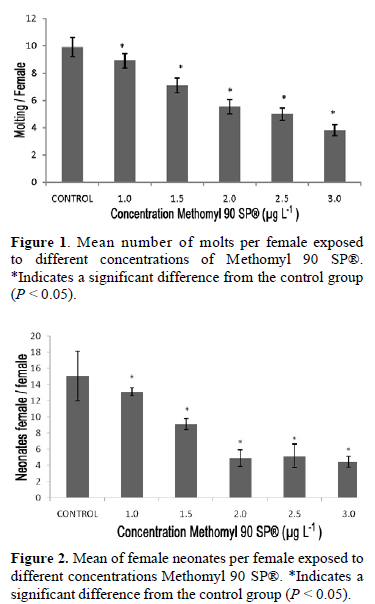 12
10
8
6
4
2
0
Molting / Female
* * * * *
CONTROL 1.0 1.5 2.0 2.5 3.0
Concentration Methomyl 90 SP® (µg L-1 )
Figure 1. Mean number of molts per female exposed
to different concentrations of Methomyl 90 SP®.
*Indicates a significant difference from the control group
(P < 0.05).
20
18
16
14
12
10
8
6
4
2
0
Neonates female / female
* * * * *
CONTROL 1.0 1.5 2.0 2.5 3.0
Concentration Methomyl 90 SP® (µg L-1 )
Figure 2. Mean of female neonates per female exposed to
different concentrations Methomyl 90 SP®. *Indicates a
significant difference from the control group (P < 0.05).